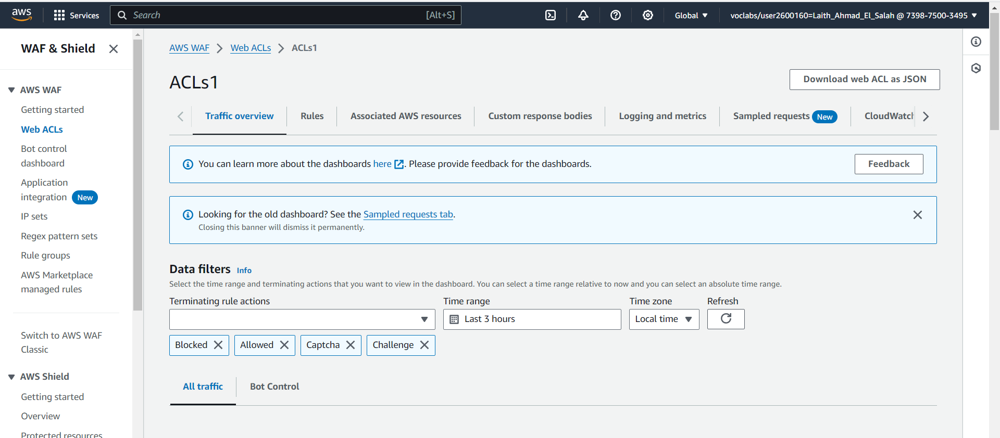 aws
Services
Search
[Alt+S]
Global
voclabs/user2600160=Laith_Ahmad_El_Salah @ 7398-7500-3495
WAF & Shield
AWS WAF
Getting started
Web ACLs
Bot control
dashboard
Application
integration New
IP sets
Regex pattern sets
Rule groups
AWS Marketplace
managed rules
Switch to AWS WAF
Classic
AWS Shield
Getting started
Overview
Protected resources
AWS WAF > Web ACLs > ACLs1
ACLs1
Download web ACL as JSON
Traffic overview
Rules
Associated AWS resources
Custom response bodies
Logging and metrics
Sampled requests New
CloudWatch
You can learn more about the dashboards here. Please provide feedback for the dashboards.
Feedback
Looking for the old dashboard? See the Sampled requests tab.
Closing this banner will dismiss it permanently.
Data filters Info
Select the time range and terminating actions that you want to view in the dashboard. You can select a time range relative to now and you can select an absolute time range.
Terminating rule actions
Time range
Last 3 hours
Time zone
Local time
Refresh
Blocked
Allowed
Captcha
Challenge
All traffic
Bot Control